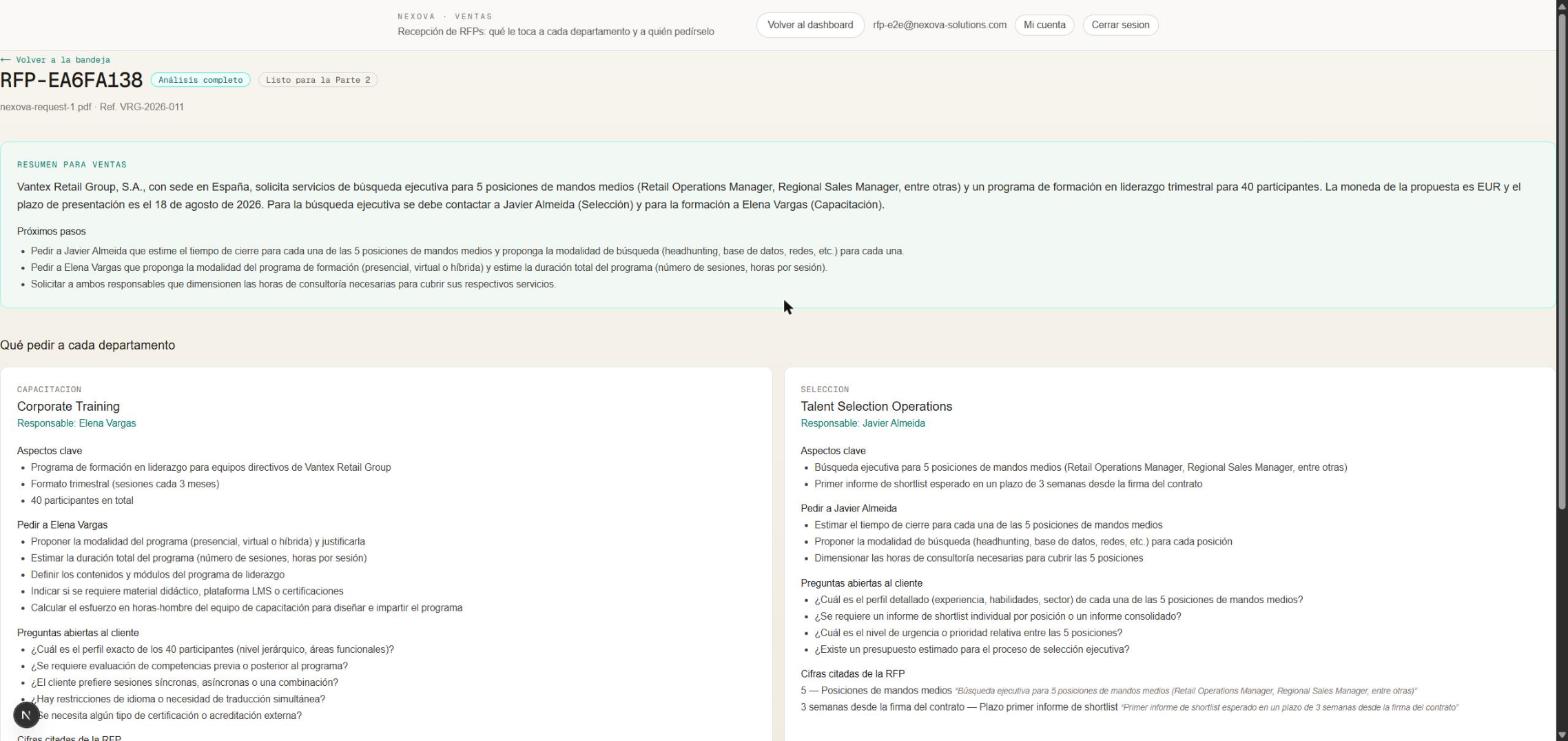 NEXOVA · VENTAS
Recepción de RFPs: qué le toca a cada departamento y a quién pedírselo
Volver al dashboard
rfp-e2e@nexova-solutions.com
Mi cuenta
Cerrar sesion
← Volver a la bandeja
RFP-EA6FA138
Análisis completo
Listo para la Parte 2
nexova-request-1.pdf · Ref. VRG-2026-011
RESUMEN PARA VENTAS
Vantex Retail Group, S.A., con sede en España, solicita servicios de búsqueda ejecutiva para 5 posiciones de mandos medios (Retail Operations Manager, Regional Sales Manager, entre otras) y un programa de formación en liderazgo trimestral para 40 participantes. La moneda de la propuesta es EUR y el
plazo de presentación es el 18 de agosto de 2026. Para la búsqueda ejecutiva se debe contactar a Javier Almeida (Selección) y para la formación a Elena Vargas (Capacitación).
Próximos pasos
• Pedir a Javier Almeida que estime el tiempo de cierre para cada una de las 5 posiciones de mandos medios y proponga la modalidad de búsqueda (headhunting, base de datos, redes, etc.) para cada una.
• Pedir a Elena Vargas que proponga la modalidad del programa de formación (presencial, virtual o híbrida) y estime la duración total del programa (número de sesiones, horas por sesión).
• Solicitar a ambos responsables que dimensionen las horas de consultoría necesarias para cubrir sus respectivos servicios.
Qué pedir a cada departamento
CAPACITACION
Corporate Training
Responsable: Elena Vargas
Aspectos clave
• Programa de formación en liderazgo para equipos directivos de Vantex Retail Group
• Formato trimestral (sesiones cada 3 meses)
• 40 participantes en total
Pedir a Elena Vargas
• Proponer la modalidad del programa (presencial, virtual o híbrida) y justificarla
• Estimar la duración total del programa (número de sesiones, horas por sesión)
• Definir los contenidos y módulos del programa de liderazgo
• Indicar si se requiere material didáctico, plataforma LMS o certificaciones
• Calcular el esfuerzo en horas-hombre del equipo de capacitación para diseñar e impartir el programa
Preguntas abiertas al cliente
• ¿Cuál es el perfil exacto de los 40 participantes (nivel jerárquico, áreas funcionales)?
• ¿Se requiere evaluación de competencias previa o posterior al programa?
• ¿El cliente prefiere sesiones síncronas, asíncronas o una combinación?
• ¿Hay restricciones de idioma o necesidad de traducción simultánea?
Se necesita algún tipo de certificación o acreditación externa?
Cifras citadas de la RFP
SELECCION
Talent Selection Operations
Responsable: Javier Almeida
Aspectos clave
• Búsqueda ejecutiva para 5 posiciones de mandos medios (Retail Operations Manager, Regional Sales Manager, entre otras)
• Primer informe de shortlist esperado en un plazo de 3 semanas desde la firma del contrato
Pedir a Javier Almeida
• Estimar el tiempo de cierre para cada una de las 5 posiciones de mandos medios
• Proponer la modalidad de búsqueda (headhunting, base de datos, redes, etc.) para cada posición
• Dimensionar las horas de consultoría necesarias para cubrir las 5 posiciones
Preguntas abiertas al cliente
• ¿Cuál es el perfil detallado (experiencia, habilidades, sector) de cada una de las 5 posiciones de mandos medios?
• ¿Se requiere un informe de shortlist individual por posición o un informe consolidado?
• ¿Cuál es el nivel de urgencia o prioridad relativa entre las 5 posiciones?
• ¿Existe un presupuesto estimado para el proceso de selección ejecutiva?
Cifras citadas de la RFP
5 — Posiciones de mandos medios "Búsqueda ejecutiva para 5 posiciones de mandos medios (Retail Operations Manager, Regional Sales Manager, entre otras)"
3 semanas desde la firma del contrato — Plazo primer informe de shortlist "Primer informe de shortlist esperado en un plazo de 3 semanas desde la firma del contrato"
N